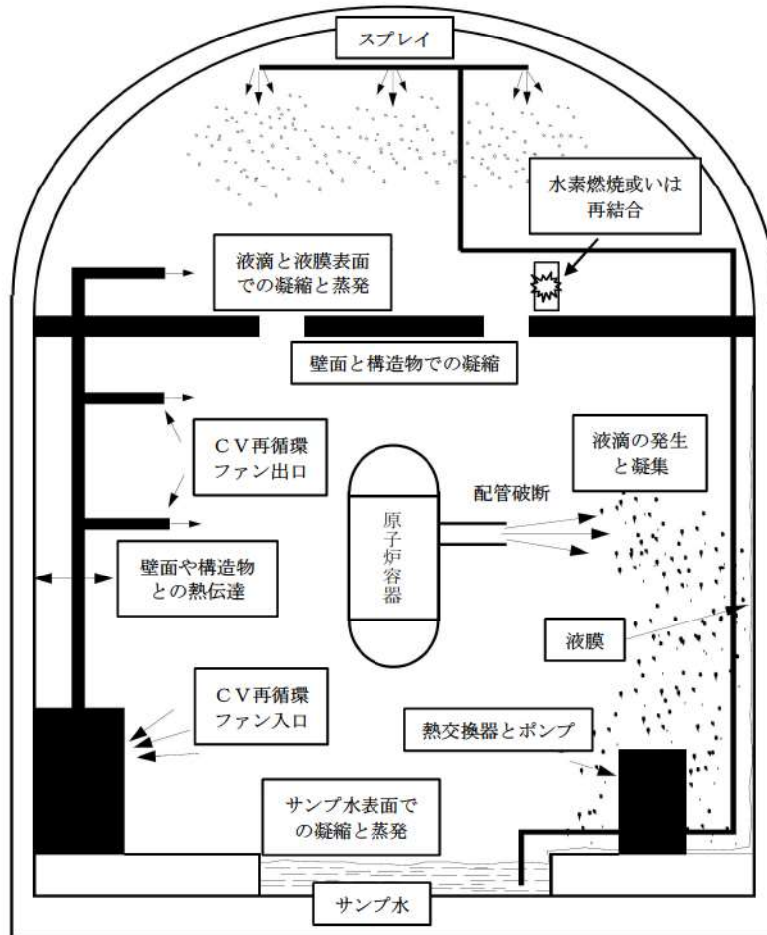 スプレイ
水素燃焼或いは
再結合
液滴と液膜表面
での凝縮と蒸発
壁面と構造物での凝縮
CV再循環
ファン出口
液滴の発生
と凝集
配管破断
原子炉容器
壁面や構造物
との熱伝達
液膜
CV再循環
ファン入口
熱交換器とポンプ
サンプ水表面で
の凝縮と蒸発
サンプ水